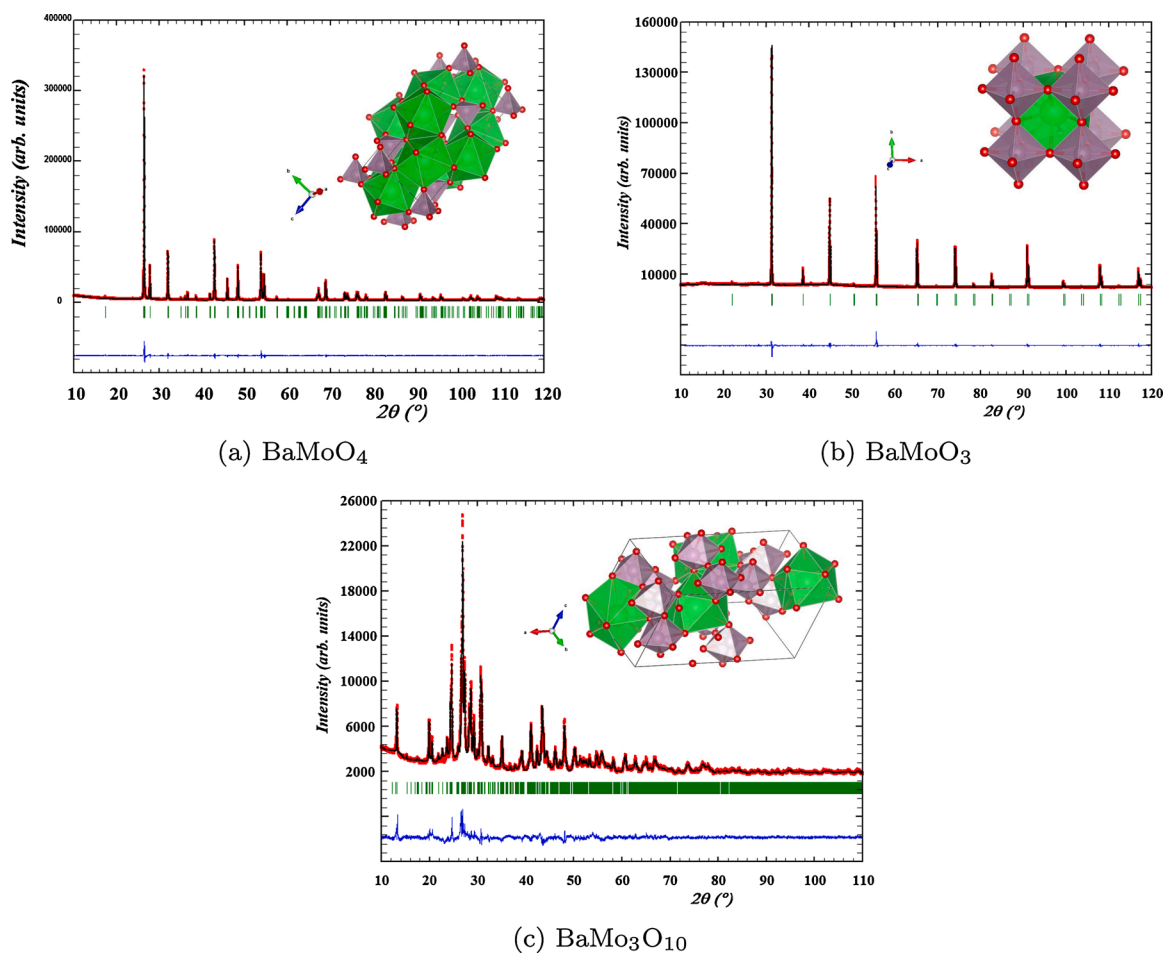 400000
300000
200000
100000
0
Intensity (arb. units)
b
a
c
10 20 30 40 50 60 70 80 90 100 110 120
2θ (°)
(a) BaMoO₄
160000
130000
100000
70000
40000
10000
Intensity (arb. units)
b
a
c
10 20 30 40 50 60 70 80 90 100 110 120
2θ (°)
(b) BaMoO₃
26000
22000
18000
14000
10000
6000
2000
Intensity (arb. units)
c
a
b
10 20 30 40 50 60 70 80 90 100 110
2θ (°)
(c) BaMo₃O₁₀